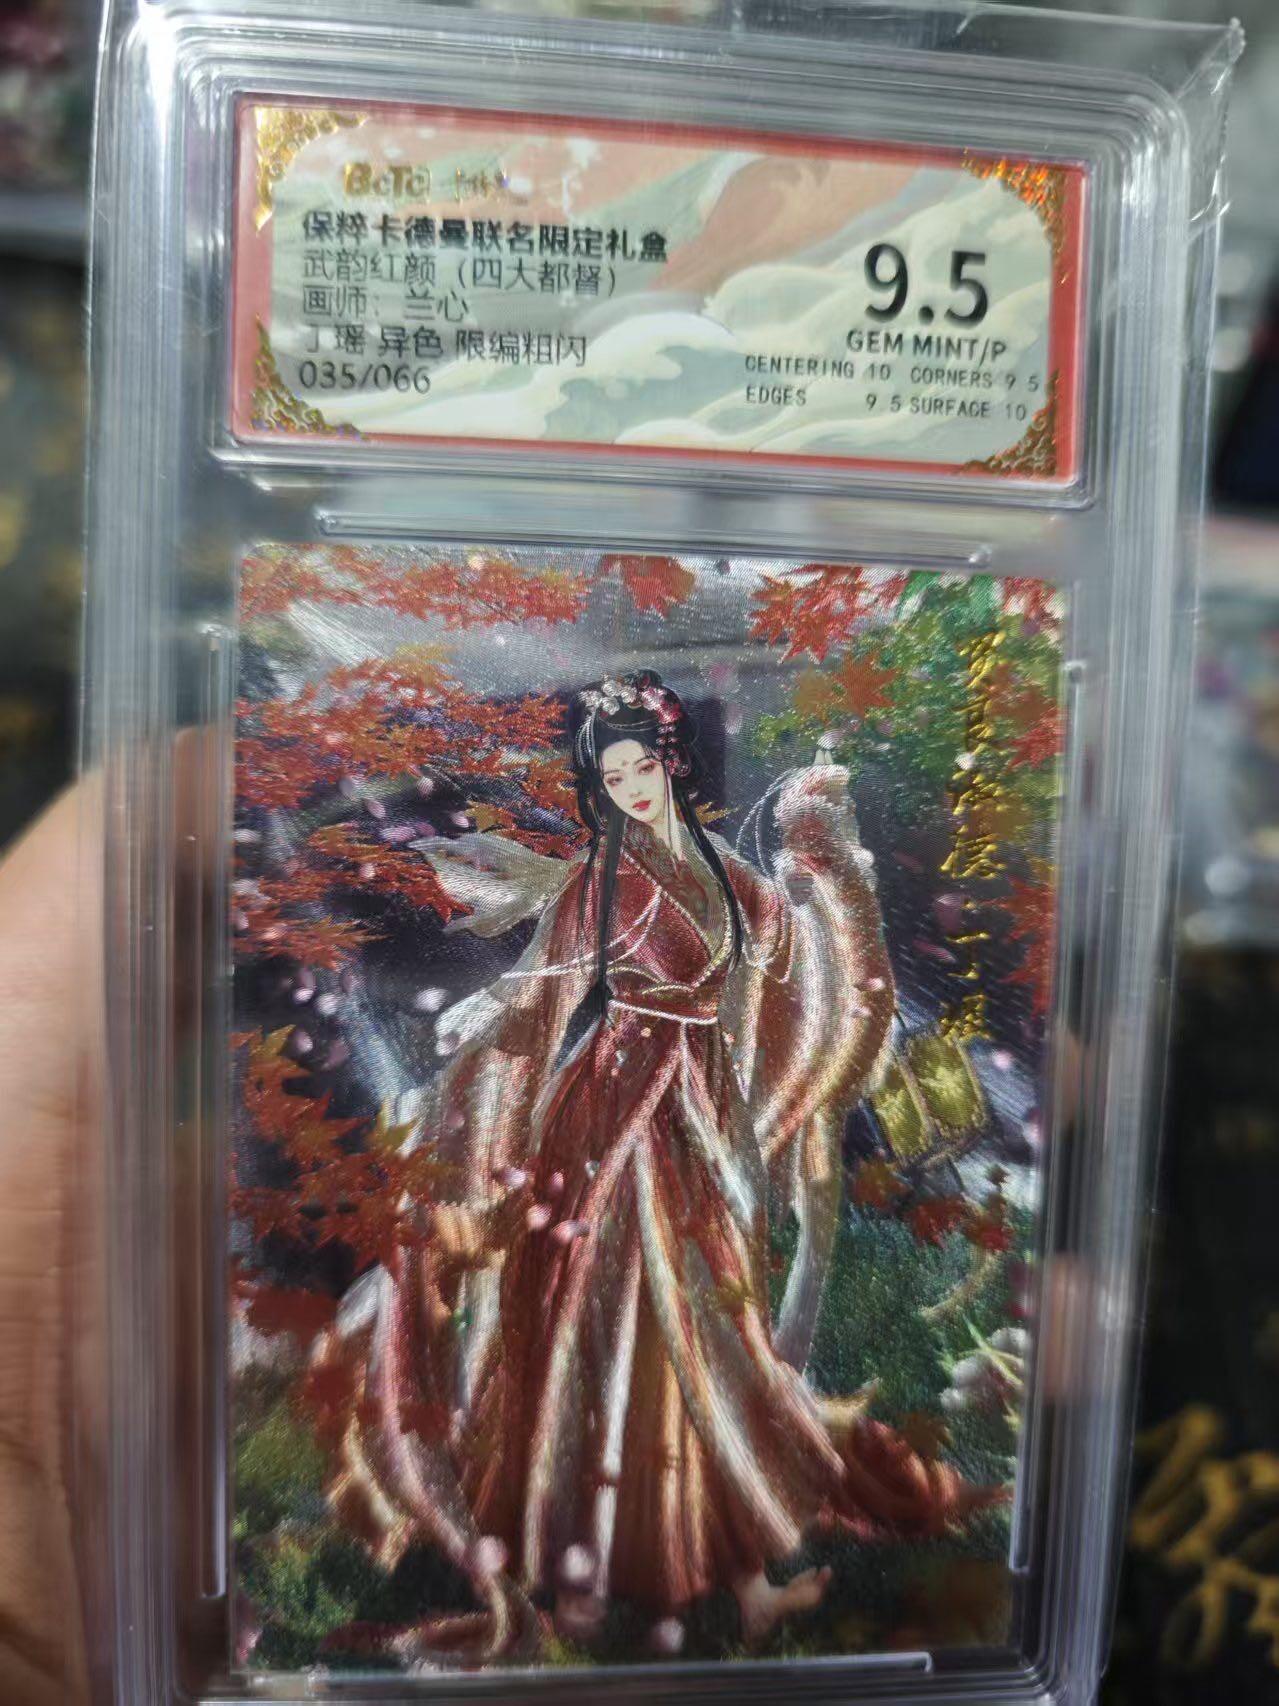 BCTC
保粹卡德曼联名限定礼盒
武韵红颜（四大都督）
画师：兰心
丁瑶 异色 限编粗闪
035/066
9.5
GEM MINT/P
CENTERING 10 CORNERS 9.5
EDGES 9.5 SURFACE 10